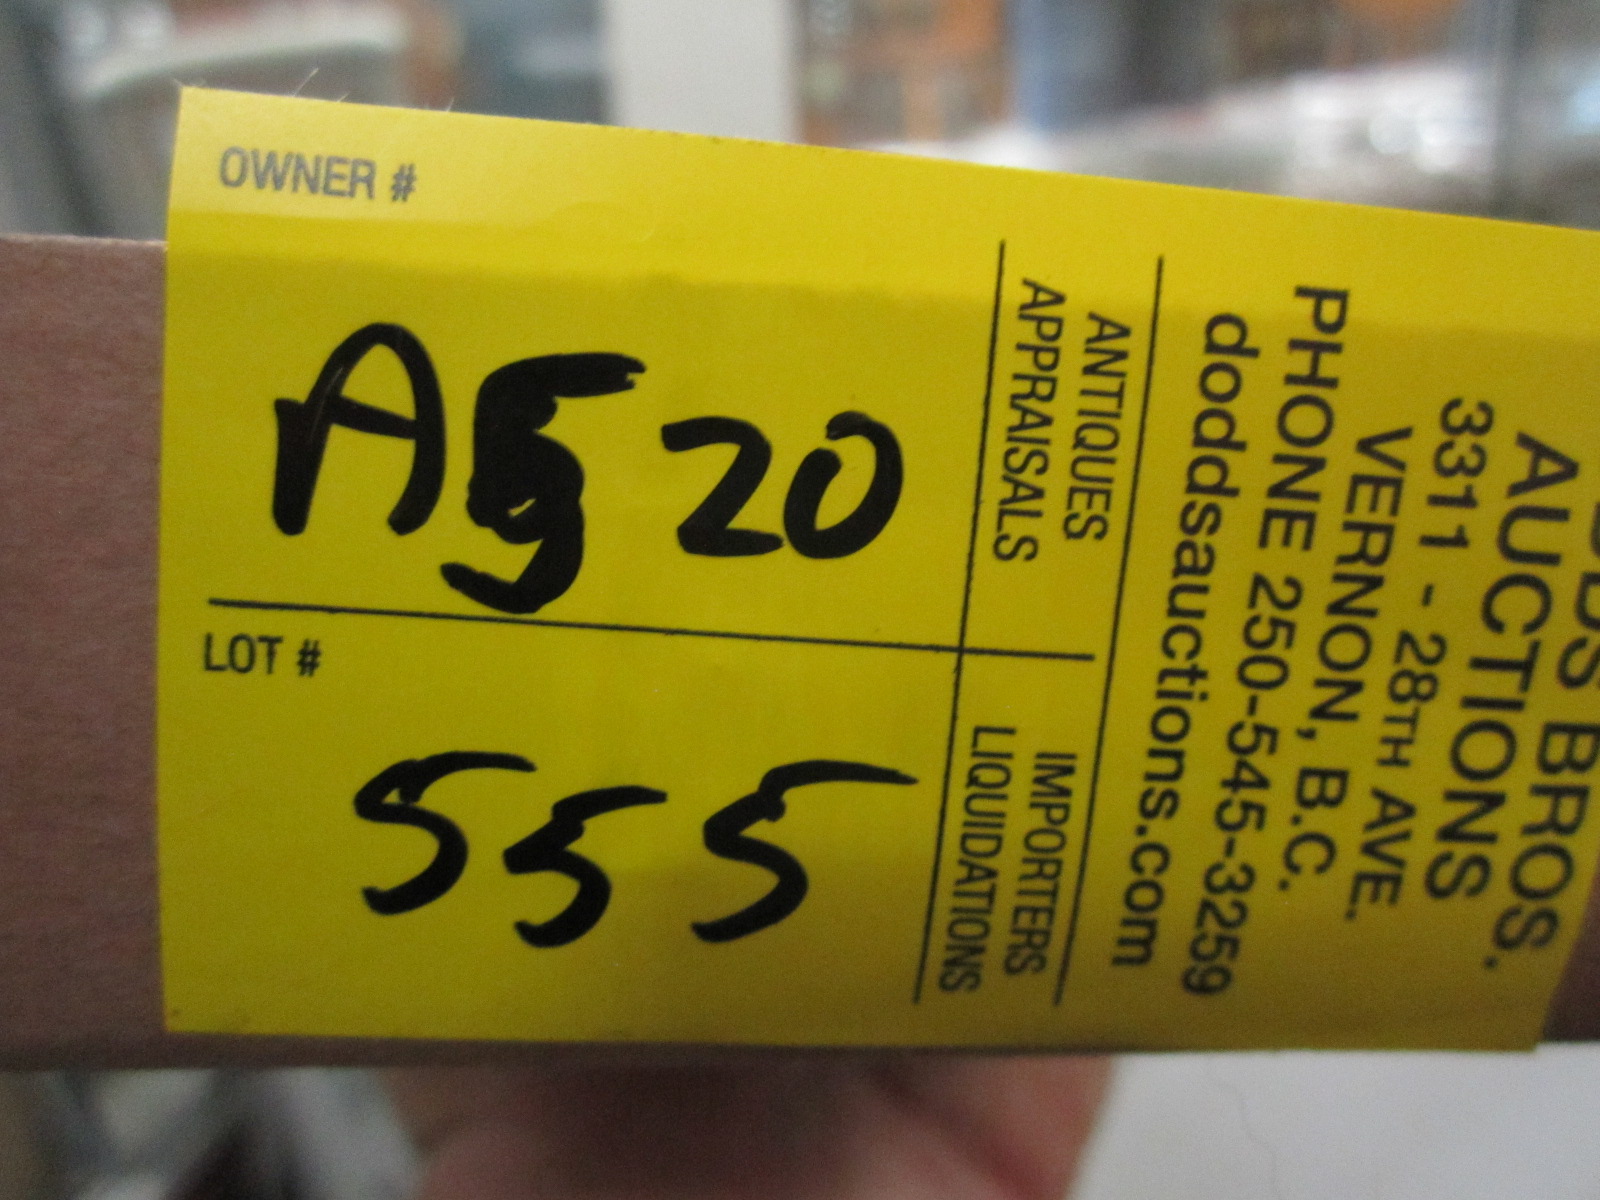 OWNER #
20
LOT #
555
ANTIQUES
APPRAISALS
IMPORTERS
LIQUIDATIONS
BROS.
AUCTIONS
3311 - 28TH AVE.
VERNON, B.C.
PHONE 250-545-3259
doddsauctions.com